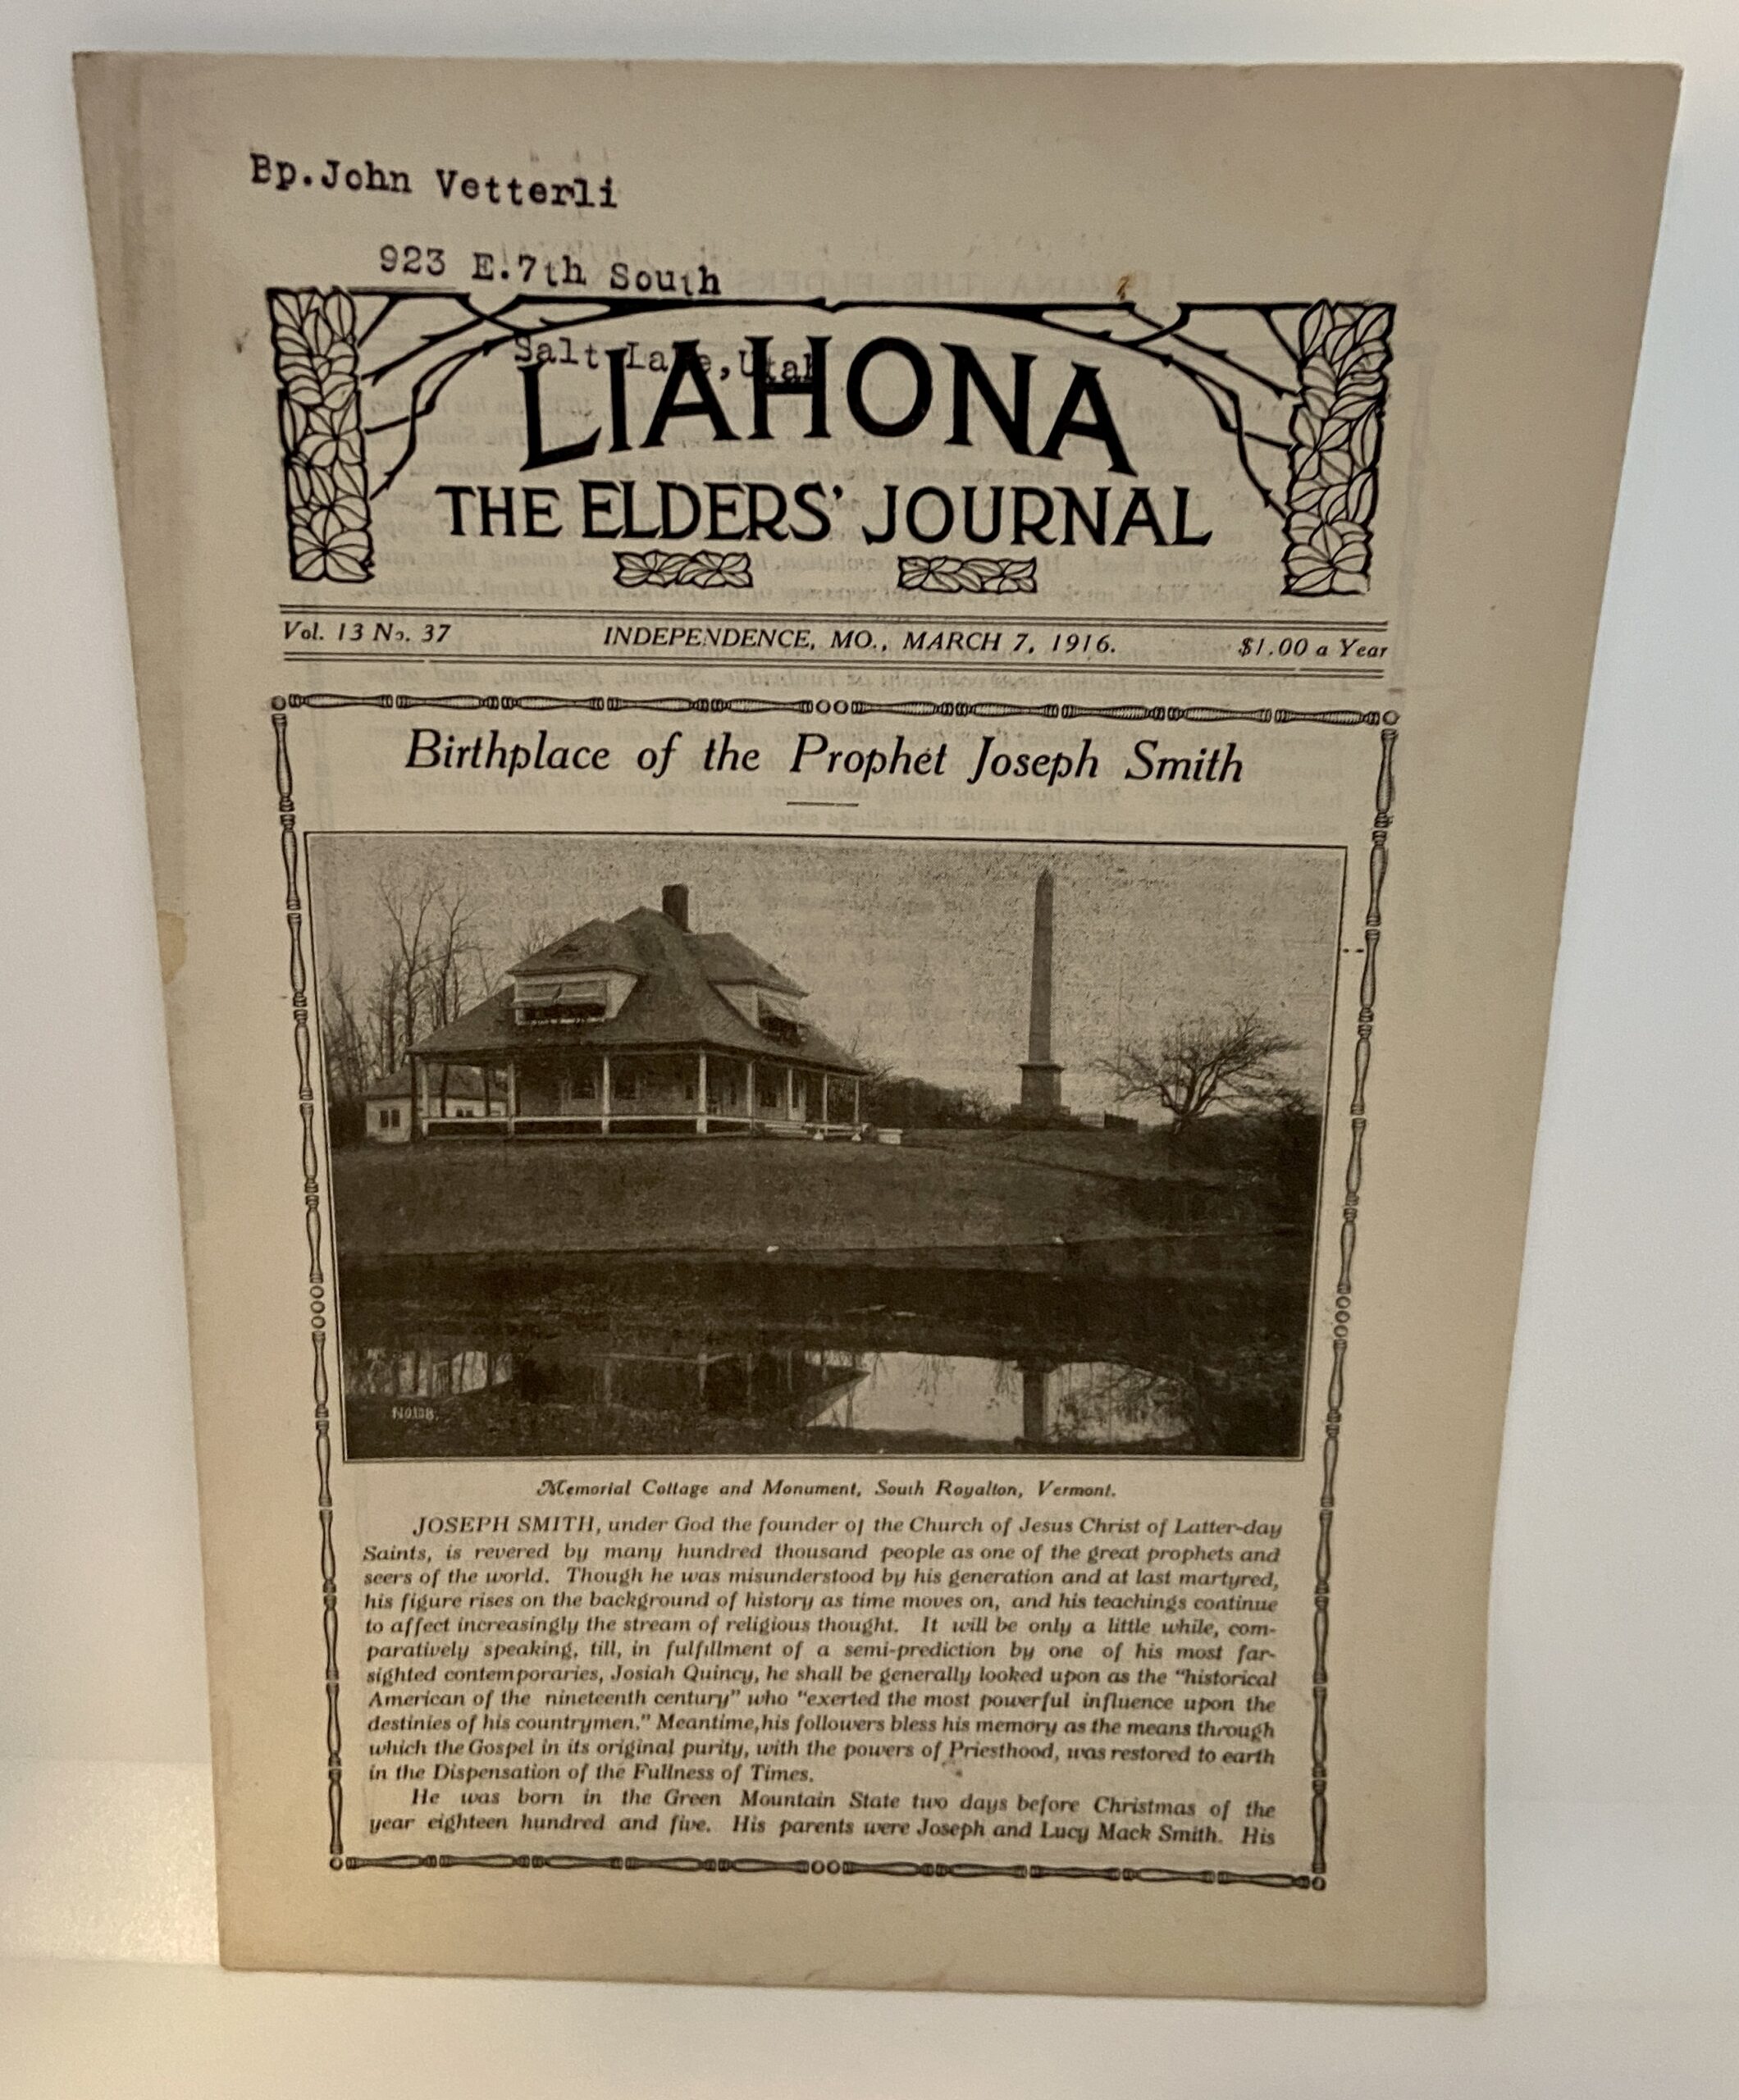 Bp.John Vetterli
923 E.7th South
Salt Lake,Utah
LIAHONA
THE ELDERS' JOURNAL
Vol. 13 No. 37 INDEPENDENCE, MO., MARCH 7, 1916. $1.00 a Year
Birthplace of the Prophet Joseph Smith
No138.
Memorial Cottage and Monument, South Royalton, Vermont.
JOSEPH SMITH, under God the founder of the Church of Jesus Christ of Latter-day
Saints, is revered by many hundred thousand people as one of the great prophets and
seers of the world. Though he was misunderstood by his generation and at last martyred,
his figure rises on the background of history as time moves on, and his teachings continue
to affect increasingly the stream of religious thought. It will be only a little while, com-
paratively speaking, till, in fulfillment of a semi-prediction by one of his most far-
sighted contemporaries, Josiah Quincy, he shall be generally looked upon as the "historical
American of the nineteenth century" who "exerted the most powerful influence upon the
destinies of his countrymen." Meantime, his followers bless his memory as the means through
which the Gospel in its original purity, with the powers of Priesthood, was restored to earth
in the Dispensation of the Fullness of Times.
He was born in the Green Mountain State two days before Christmas of the
year eighteen hundred and five. His parents were Joseph and Lucy Mack Smith. His